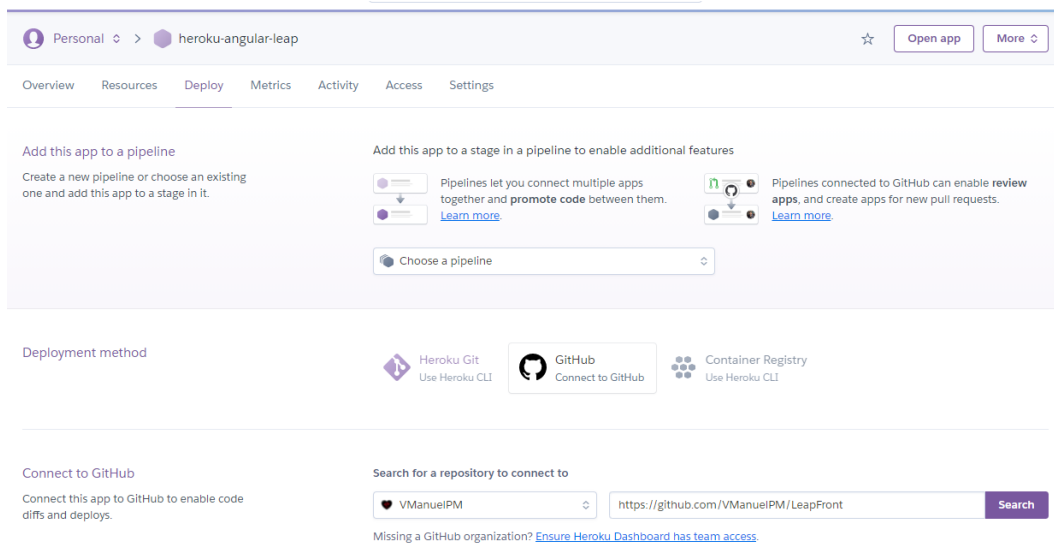 Personal > heroku-angular-leap
Open app
More
Overview Resources Deploy Metrics Activity Access Settings
Add this app to a pipeline
Create a new pipeline or choose an existing
one and add this app to a stage in it.
Add this app to a stage in a pipeline to enable additional features
Pipelines let you connect multiple apps
together and promote code between them.
Learn more.
Pipelines connected to GitHub can enable review
apps, and create apps for new pull requests.
Learn more.
Choose a pipeline
Deployment method
Heroku Git
Use Heroku CLI
GitHub
Connect to GitHub
Container Registry
Use Heroku CLI
Connect to GitHub
Connect this app to GitHub to enable code
diffs and deploys.
Search for a repository to connect to
VManuelPM
https://github.com/VManuelPM/LeapFront
Search
Missing a GitHub organization? Ensure Heroku Dashboard has team access.